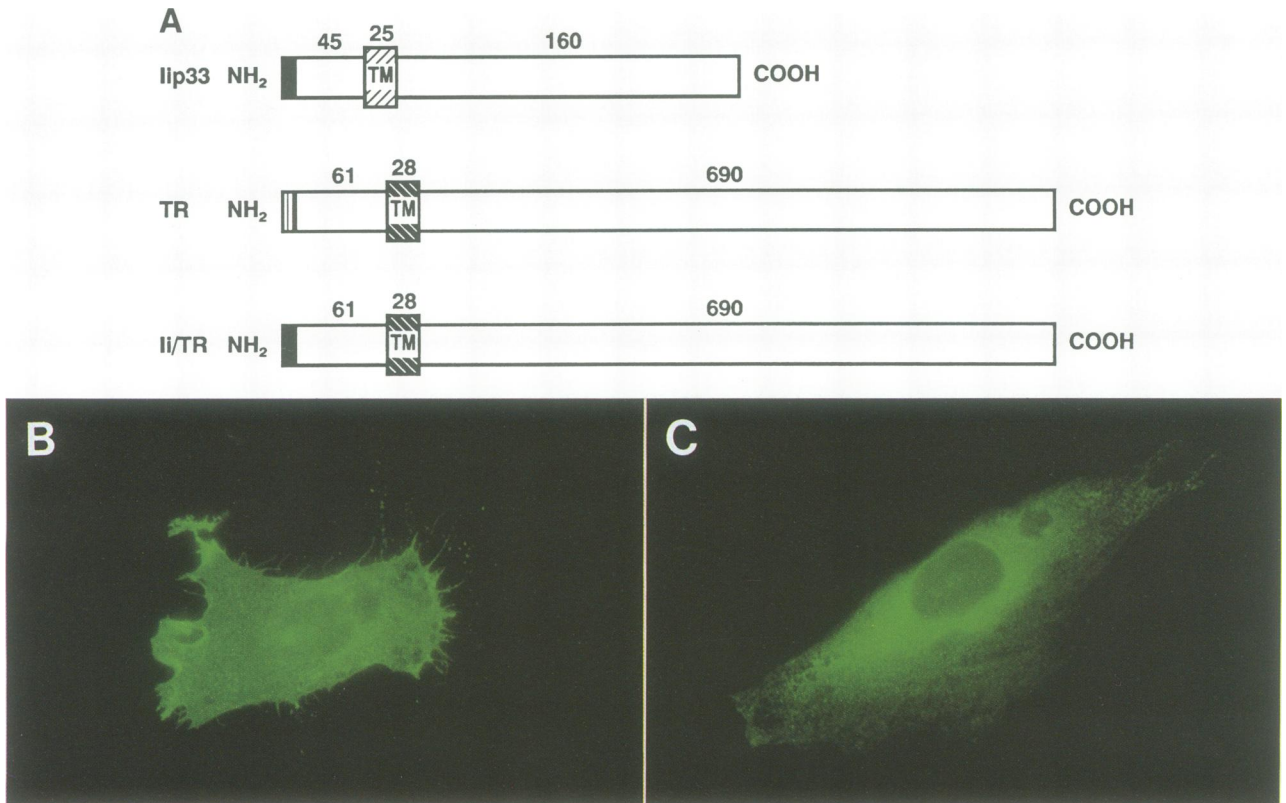 A
45 25 160
Iip33 NH₂ TM COOH
61 28 690
TR NH₂ TM COOH
61 28 690
Ii/TR NH₂ TM COOH
B C